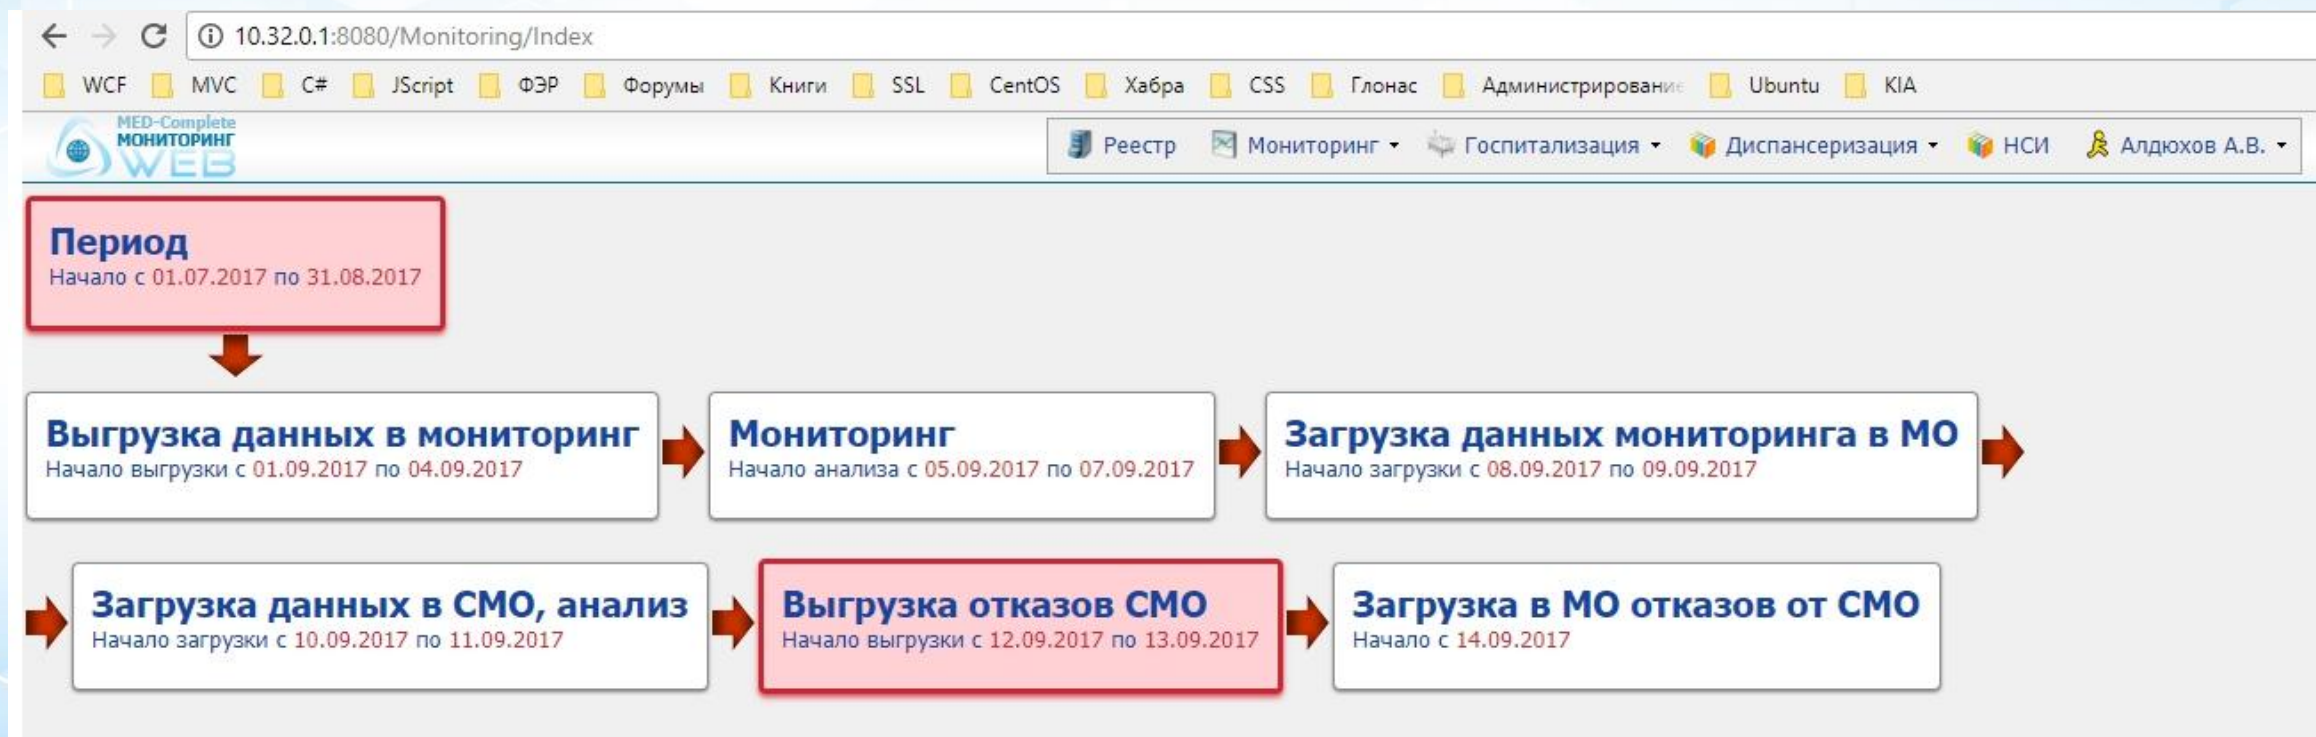 10.32.0.1:8080/Monitoring/Index
WCF MVC C# JScript ФЭР Форумы Книги SSL CentOS Хабра CSS Глонас Администрирование Ubuntu KIA
MED-Complete
МОНИТОРИНГ
WEB
Реестр Мониторинг Госпитализация Диспансеризация НСИ Алдюхов А.В.
Период
Начало с 01.07.2017 по 31.08.2017
Выгрузка данных в мониторинг
Начало выгрузки с 01.09.2017 по 04.09.2017
Мониторинг
Начало анализа с 05.09.2017 по 07.09.2017
Загрузка данных мониторинга в МО
Начало загрузки с 08.09.2017 по 09.09.2017
Загрузка данных в СМО, анализ
Начало загрузки с 10.09.2017 по 11.09.2017
Выгрузка отказов СМО
Начало выгрузки с 12.09.2017 по 13.09.2017
Загрузка в МО отказов от СМО
Начало с 14.09.2017